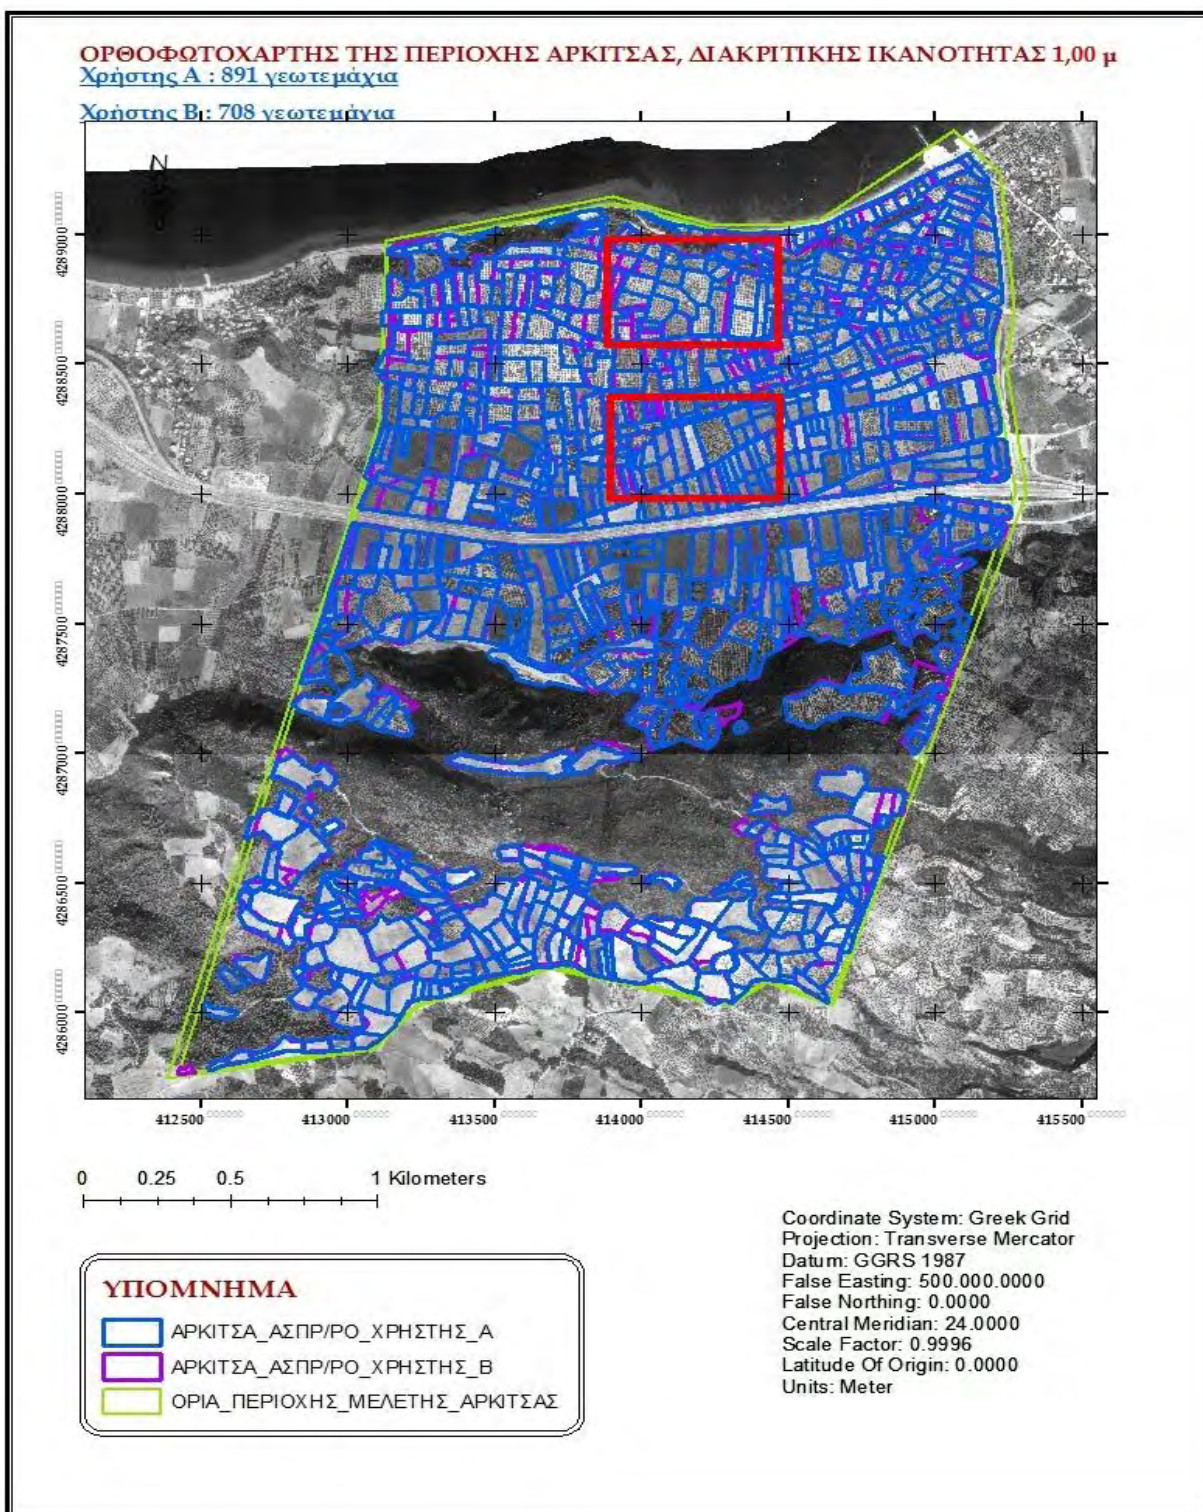 ΟΡΘΟΦΩΤΟΧΑΡΤΗΣ ΤΗΣ ΠΕΡΙΟΧΗΣ ΑΡΚΙΤΣΑΣ, ΔΙΑΚΡΙΤΙΚΗΣ ΙΚΑΝΟΤΗΤΑΣ 1,00 μ
Χρήστης Α : 891 γεωτεμάχια
Χρήστης Β : 708 γεωτεμάχια
N
4289000
4288500
4288000
4287500
4287000
4286500
4286000
412500 413000 413500 414000 414500 415000 415500
0 0.25 0.5 1 Kilometers
Coordinate System: Greek Grid
Projection: Transverse Mercator
Datum: GGRS 1987
False Easting: 500.000.0000
False Northing: 0.0000
Central Meridian: 24.0000
Scale Factor: 0.9996
Latitude Of Origin: 0.0000
Units: Meter
ΥΠΟΜΝΗΜΑ
ΑΡΚΙΤΣΑ_ΑΣΠΡ/ΡΟ_ΧΡΗΣΤΗΣ_Α
ΑΡΚΙΤΣΑ_ΑΣΠΡ/ΡΟ_ΧΡΗΣΤΗΣ_Β
ΟΡΙΑ_ΠΕΡΙΟΧΗΣ_ΜΕΛΕΤΗΣ_ΑΡΚΙΤΣΑΣ